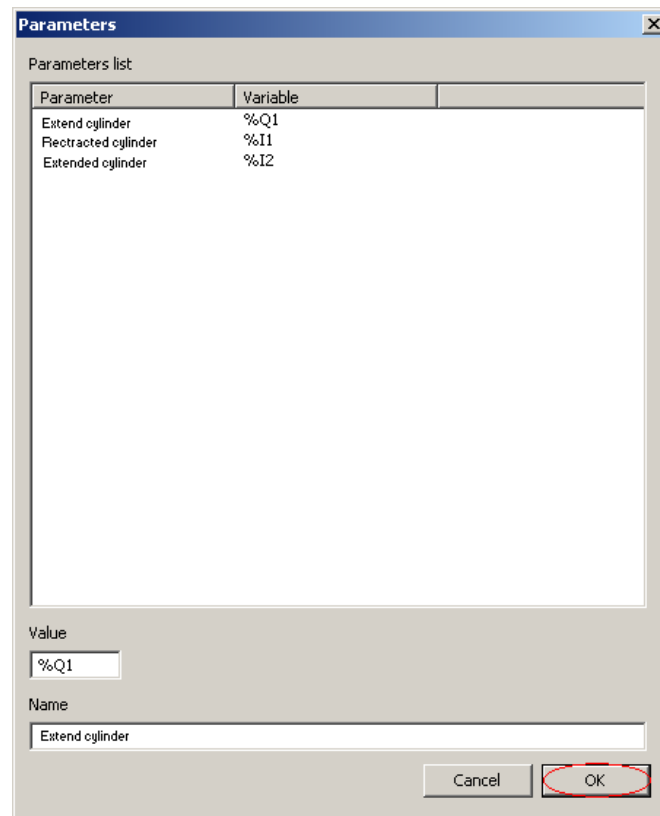 Parameters
Parameters list
Parameter Variable
Extend cylinder %Q1
Rectracted cylinder %I1
Extended cylinder %I2
Value
%Q1
Name
Extend cylinder
Cancel OK